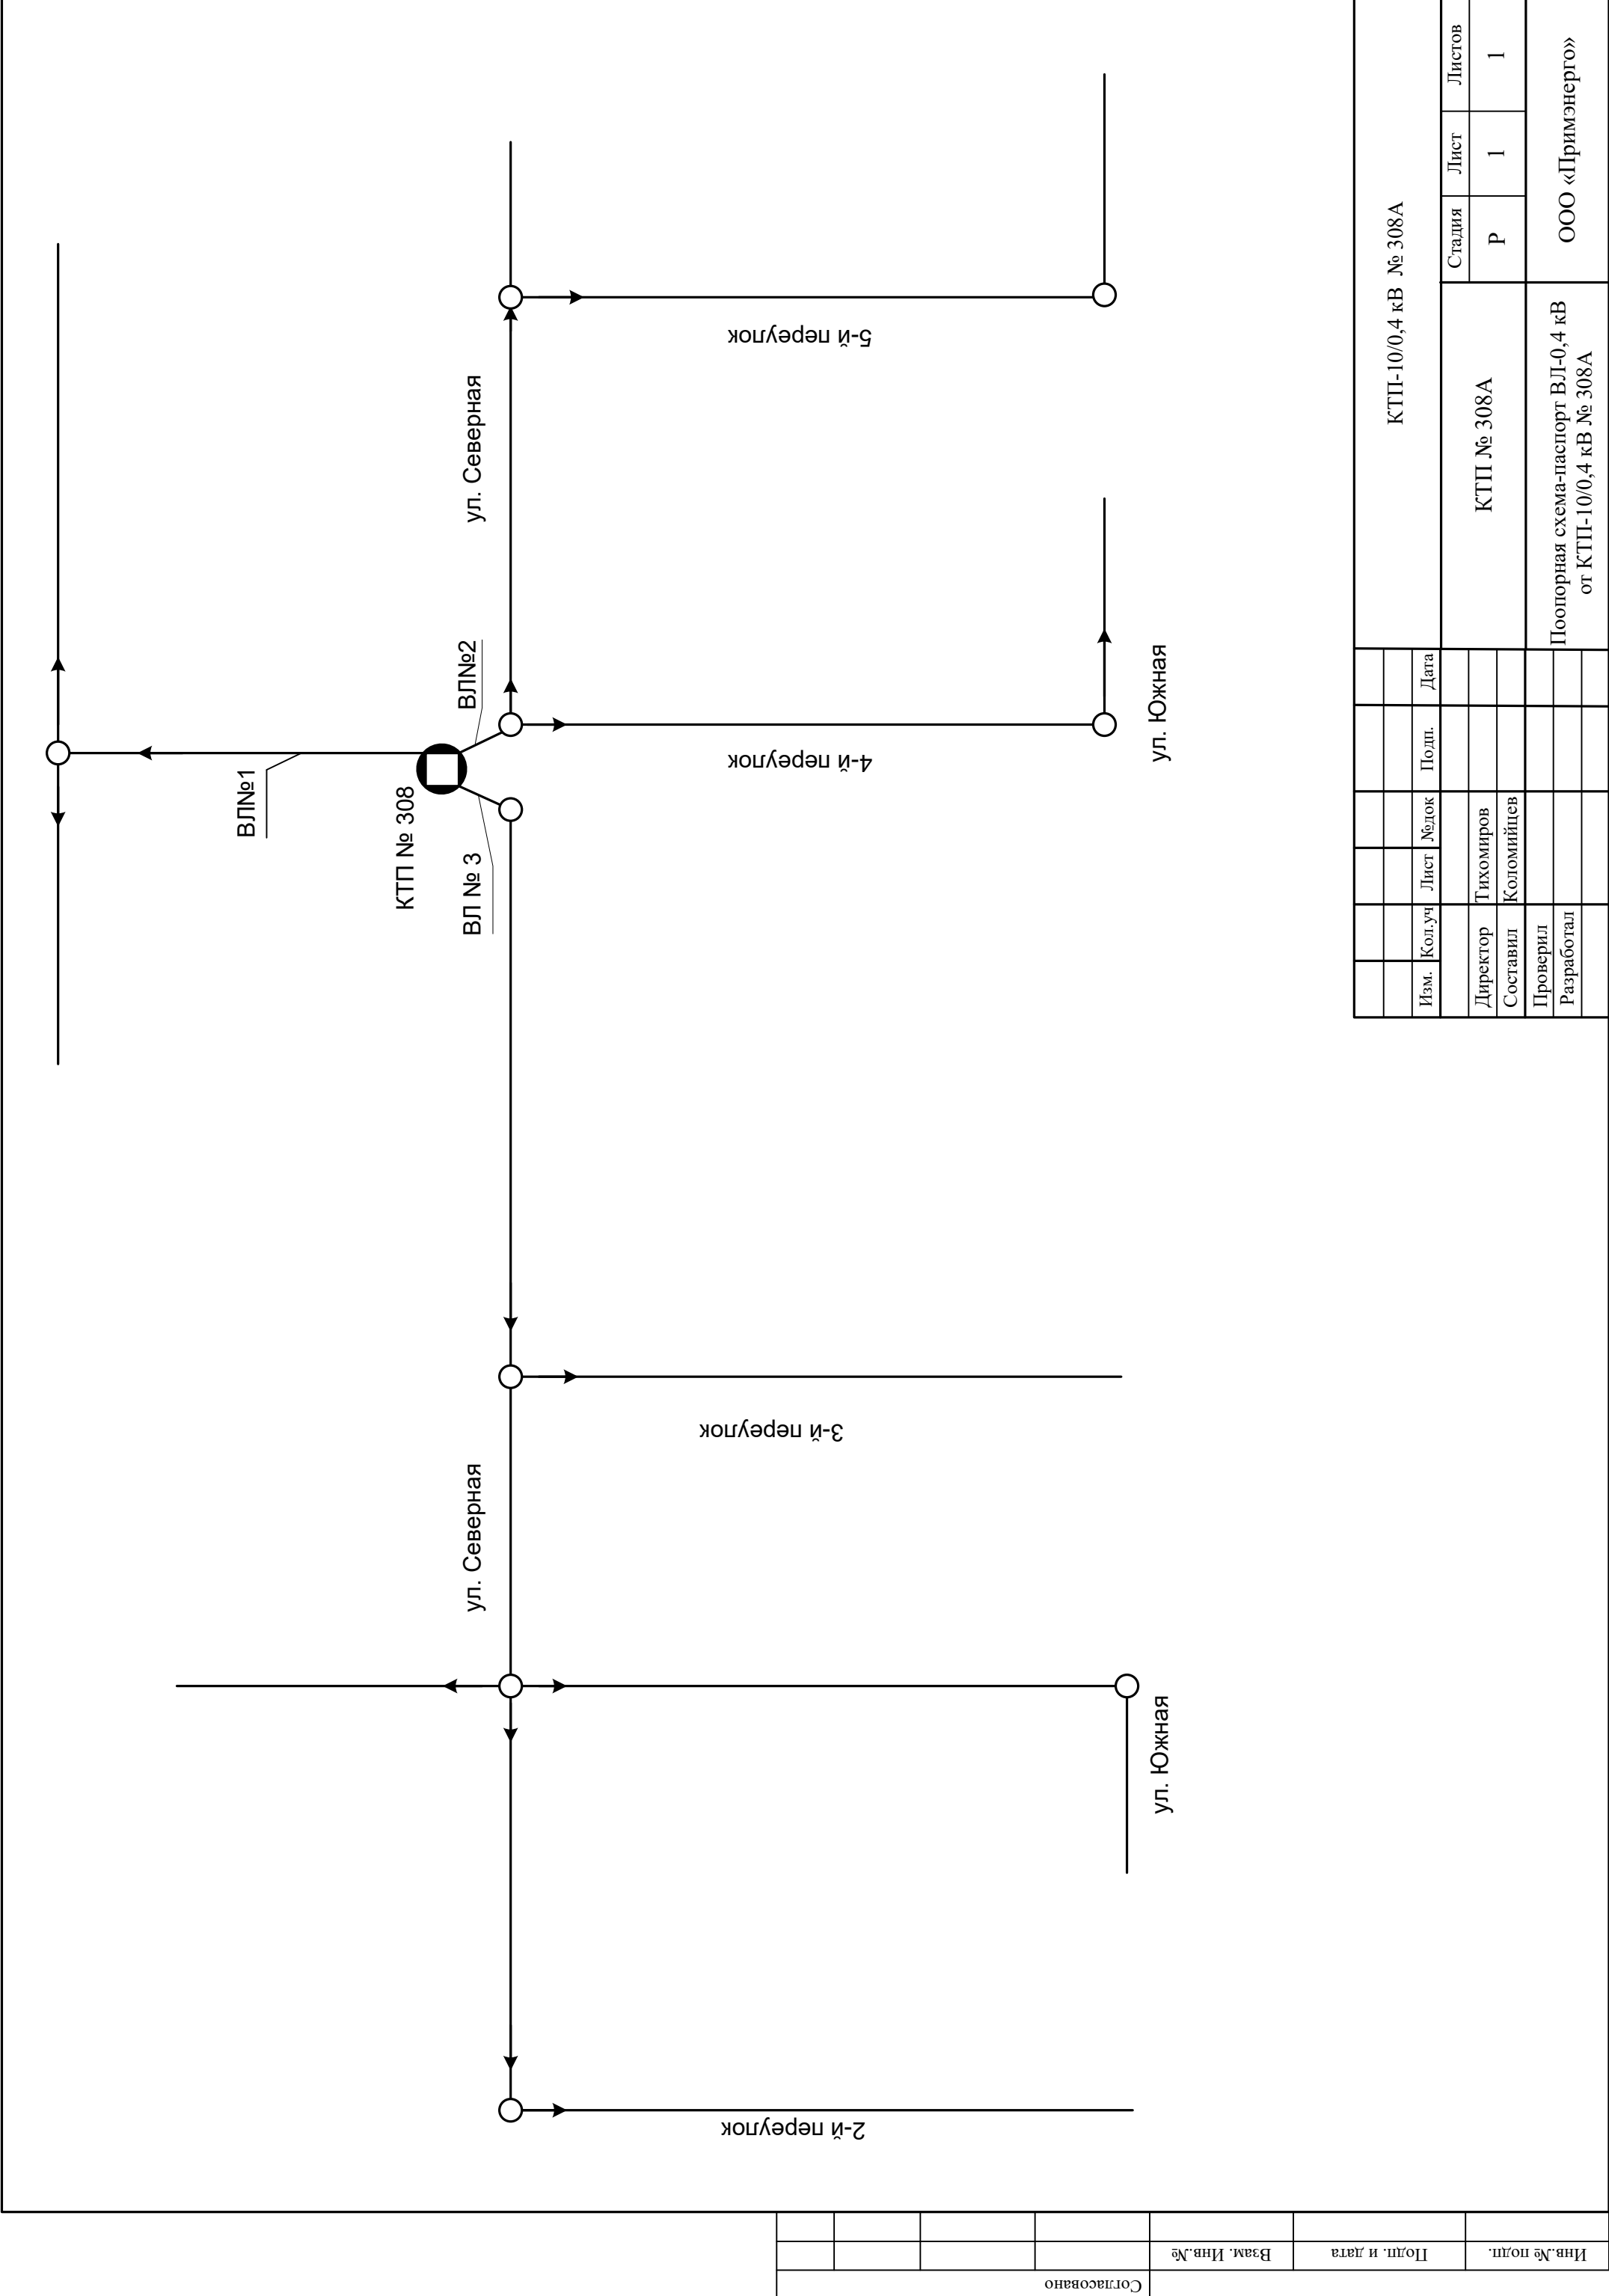 ВЛ№1
КТП № 308
ВЛ № 3
ВЛ№2
ул. Северная
ул. Северная
2-й переулок
3-й переулок
4-й переулок
5-й переулок
ул. Южная
ул. Южная
КТП-10/0,4 кВ № 308А
Изм. Кол.уч Лист №док Подп. Дата
Директор Тихомиров
Составил Коломийцев
Проверил
Разработал
КТП № 308А
Стадия Лист Листов
Р 1 1
Поопорная схема-паспорт ВЛ-0,4 кВ
от КТП-10/0,4 кВ № 308А
ООО «Примэнерго»
Согласовано
Взам. Инв.№
Подп. и дата
Инв.№ подп.